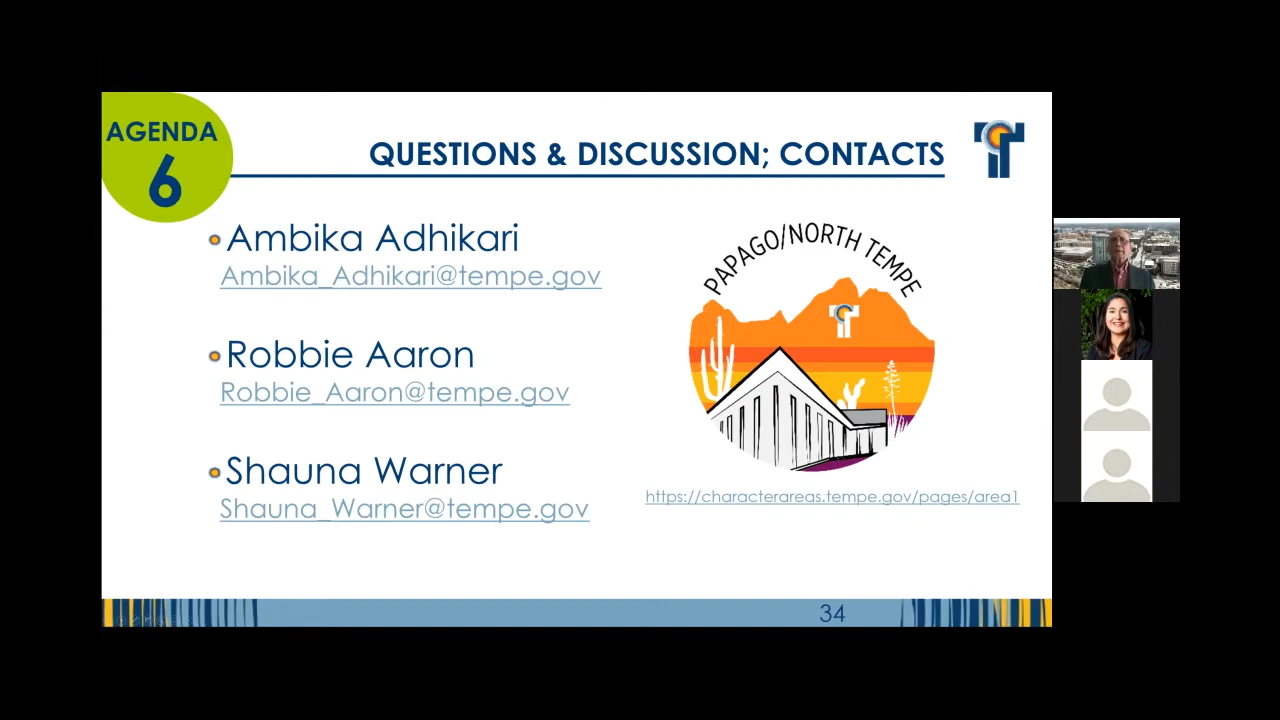 AGENDA
6
QUESTIONS & DISCUSSION; CONTACTS
Ambika Adhikari
Ambika_Adhikari@tempe.gov
Robbie Aaron
Robbie_Aaron@tempe.gov
Shauna Warner
Shauna_Warner@tempe.gov
PAPAGO/NORTH TEMPE
https://characterareas.tempe.gov/pages/area1
34